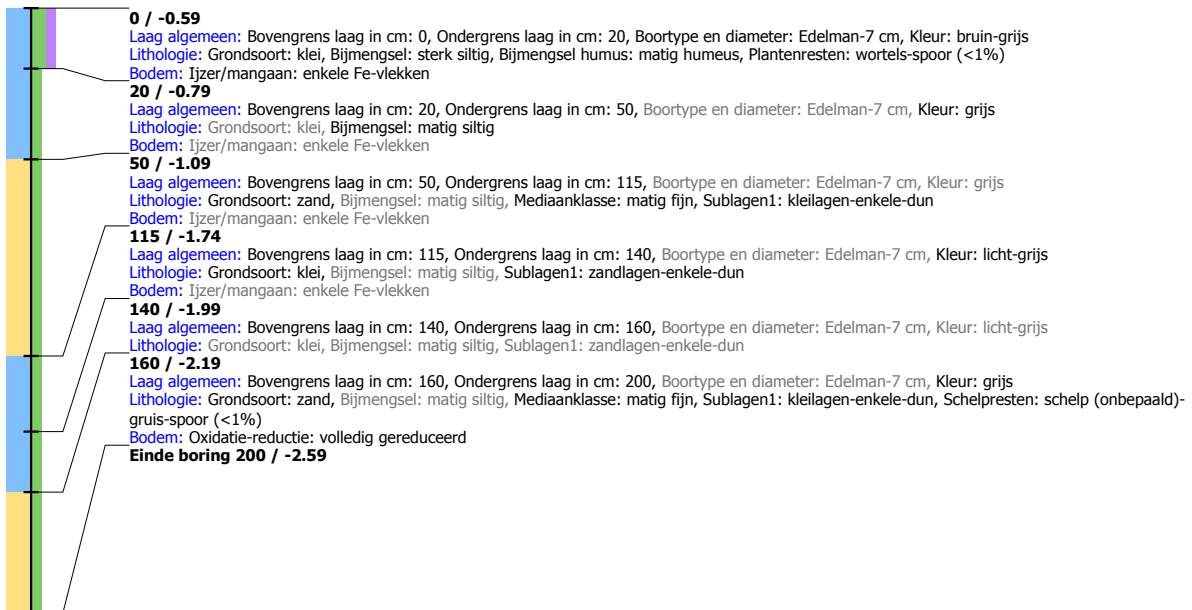 0 / -0.59
Laag algemeen: Bovengrens laag in cm: 0, Ondergrens laag in cm: 20, Boortype en diameter: Edelman-7 cm, Kleur: bruin-grijs
Lithologie: Grondsoort: klei, Bijmengsel: sterk siltig, Bijmengsel humus: matig humeus, Plantenresten: wortels-spoor (<1%)
Bodem: Ijzer/mangaan: enkele Fe-vlekken
20 / -0.79
Laag algemeen: Bovengrens laag in cm: 20, Ondergrens laag in cm: 50, Boortype en diameter: Edelman-7 cm, Kleur: grijs
Lithologie: Grondsoort: klei, Bijmengsel: matig siltig
Bodem: Ijzer/mangaan: enkele Fe-vlekken
50 / -1.09
Laag algemeen: Bovengrens laag in cm: 50, Ondergrens laag in cm: 115, Boortype en diameter: Edelman-7 cm, Kleur: grijs
Lithologie: Grondsoort: zand, Bijmengsel: matig siltig, Mediaanklasse: matig fijn, Sublagen1: kleilagen-enkele-dun
Bodem: Ijzer/mangaan: enkele Fe-vlekken
115 / -1.74
Laag algemeen: Bovengrens laag in cm: 115, Ondergrens laag in cm: 140, Boortype en diameter: Edelman-7 cm, Kleur: licht-grijs
Lithologie: Grondsoort: klei, Bijmengsel: matig siltig, Sublagen1: zandlagen-enkele-dun
Bodem: Ijzer/mangaan: enkele Fe-vlekken
140 / -1.99
Laag algemeen: Bovengrens laag in cm: 140, Ondergrens laag in cm: 160, Boortype en diameter: Edelman-7 cm, Kleur: licht-grijs
Lithologie: Grondsoort: klei, Bijmengsel: matig siltig, Sublagen1: zandlagen-enkele-dun
160 / -2.19
Laag algemeen: Bovengrens laag in cm: 160, Ondergrens laag in cm: 200, Boortype en diameter: Edelman-7 cm, Kleur: grijs
Lithologie: Grondsoort: zand, Bijmengsel: matig siltig, Mediaanklasse: matig fijn, Sublagen1: kleilagen-enkele-dun, Schelpresten: schelp (onbepaald)-
gruis-spoor (<1%)
Bodem: Oxidatie-reductie: volledig gereduceerd
Einde boring 200 / -2.59